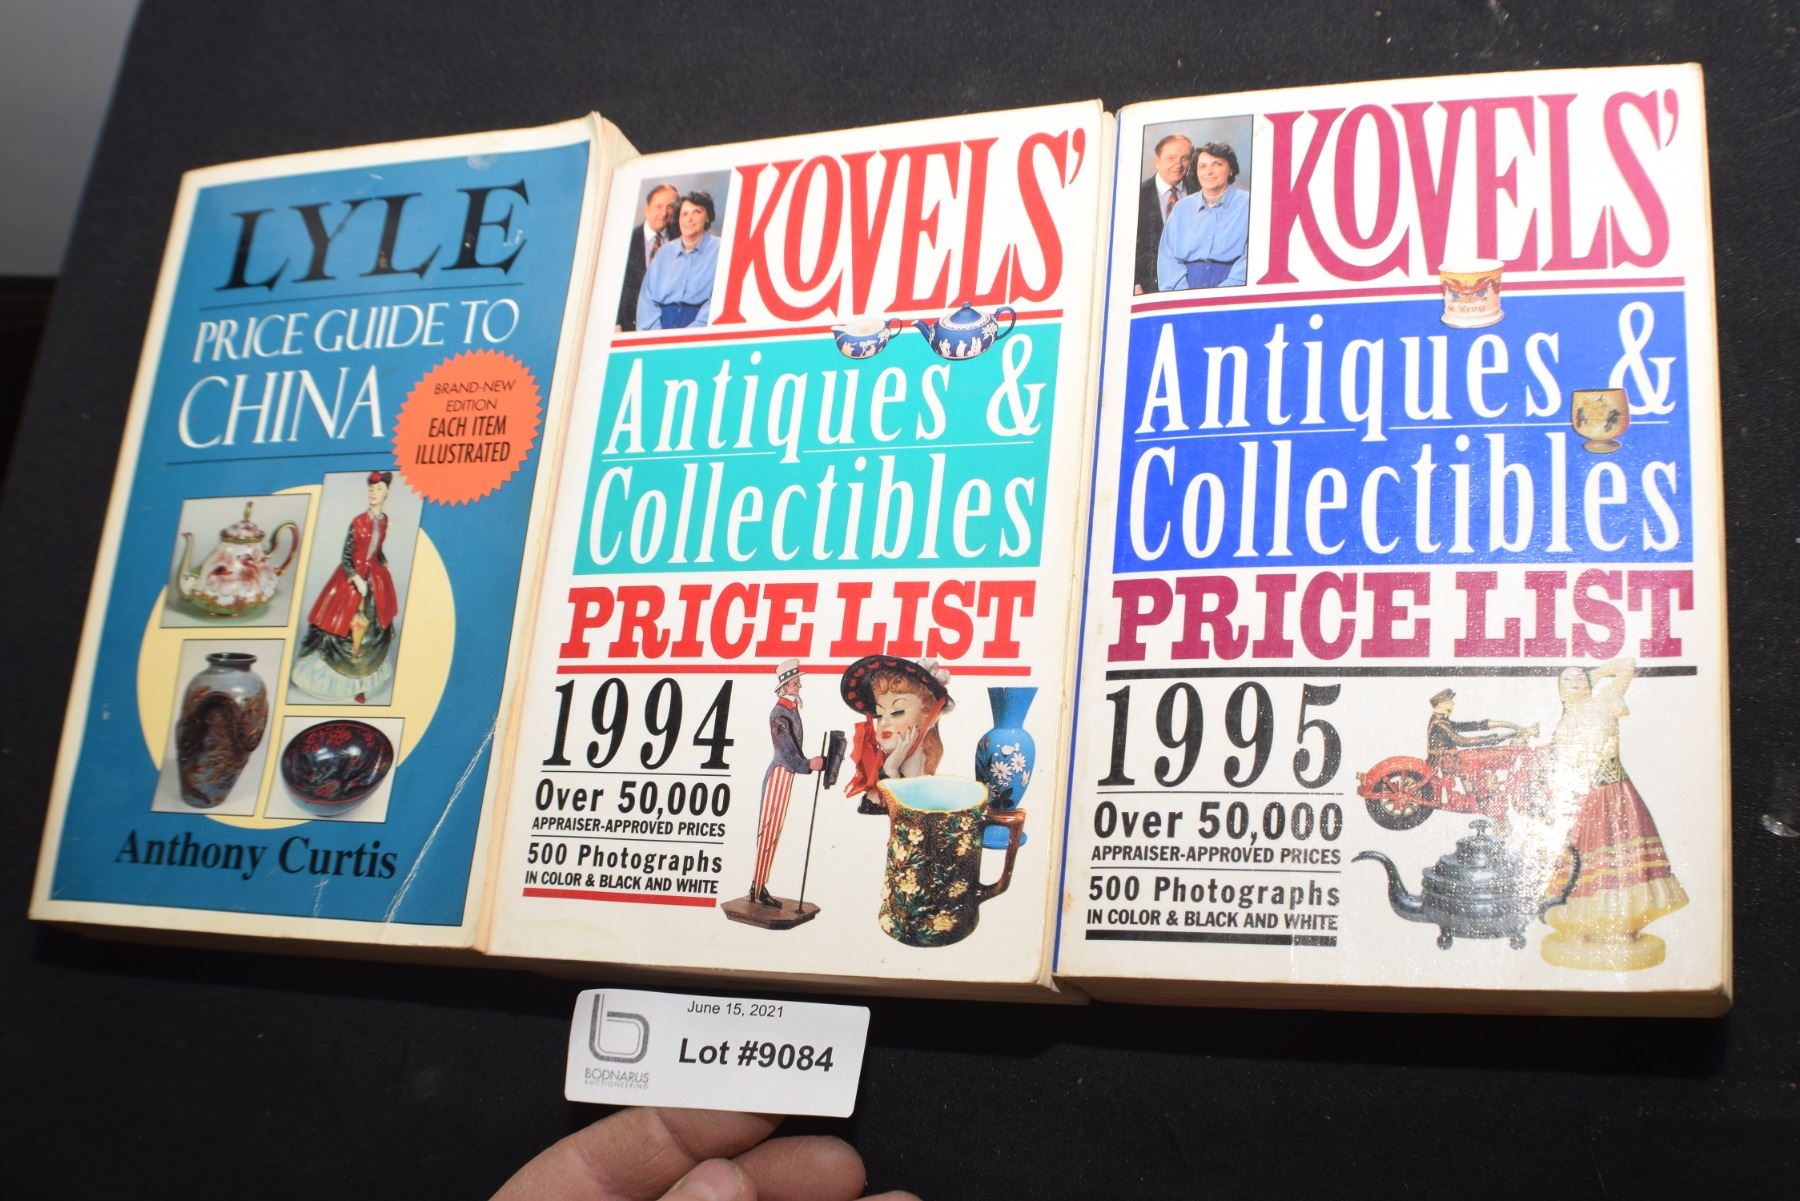 LYLE
PRICE GUIDE TO
CHINA
BRAND-NEW
EDITION
EACH ITEM
ILLUSTRATED
Anthony Curtis
KOVELS'
Antiques &
Collectibles
PRICE LIST
1994
Over 50,000
APPRAISER-APPROVED PRICES
500 Photographs
IN COLOR & BLACK AND WHITE
KOVELS'
Antiques &
Collectibles
PRICE LIST
1995
Over 50,000
APPRAISER-APPROVED PRICES
500 Photographs
IN COLOR & BLACK AND WHITE
June 15, 2021
Lot #9084
b
BODNARUS
AUCTIONEERING